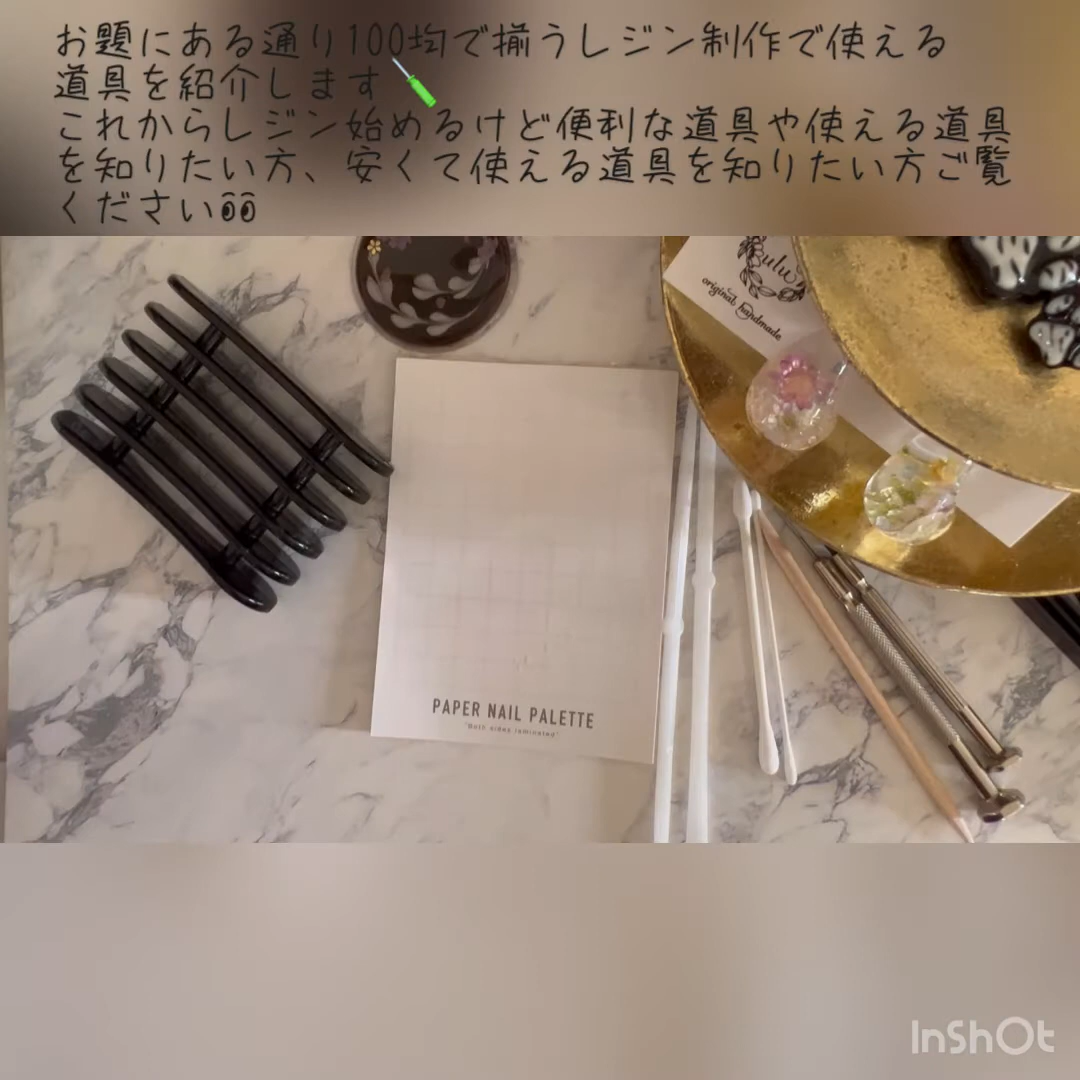 お題にある通り100均で揃うレジン制作で使える
道具を紹介します🪛
これからレジン始めるけど便利な道具や使える道具
を知りたい方、安くて使える道具を知りたい方ご覧
ください👀
original handmade
PAPER NAIL PALETTE
"Both sides laminated"
InShOt